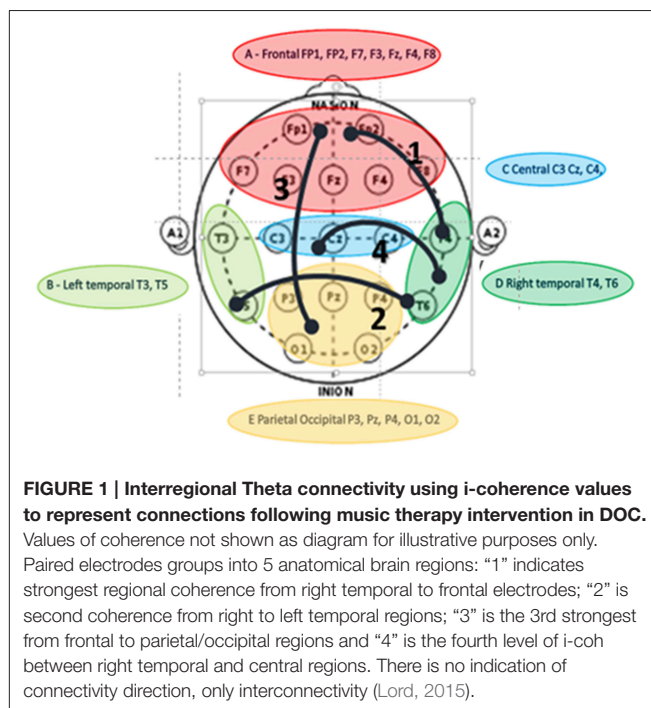 A - Frontal FP1, FP2, F7, F3, Fz, F4, F8
NASION
Fp1 Fp2
1
F7 F3 Fz F4 F8
3
C Central C3 Cz, C4,
A1 T3 C3 Cz C4 T4 A2
4
B - Left temporal T3, T5
D Right temporal T4, T6
T5 P3 Pz P4 T6
2
O1 O2
INION
E Parietal Occipital P3, Pz, P4, O1, O2
FIGURE 1 | Interregional Theta connectivity using i-coherence values
to represent connections following music therapy intervention in DOC.
Values of coherence not shown as diagram for illustrative purposes only.
Paired electrodes groups into 5 anatomical brain regions: “1” indicates
strongest regional coherence from right temporal to frontal electrodes; “2” is
second coherence from right to left temporal regions; “3” is the 3rd strongest
from frontal to parietal/occipital regions and “4” is the fourth level of i-coh
between right temporal and central regions. There is no indication of
connectivity direction, only interconnectivity (Lord, 2015).